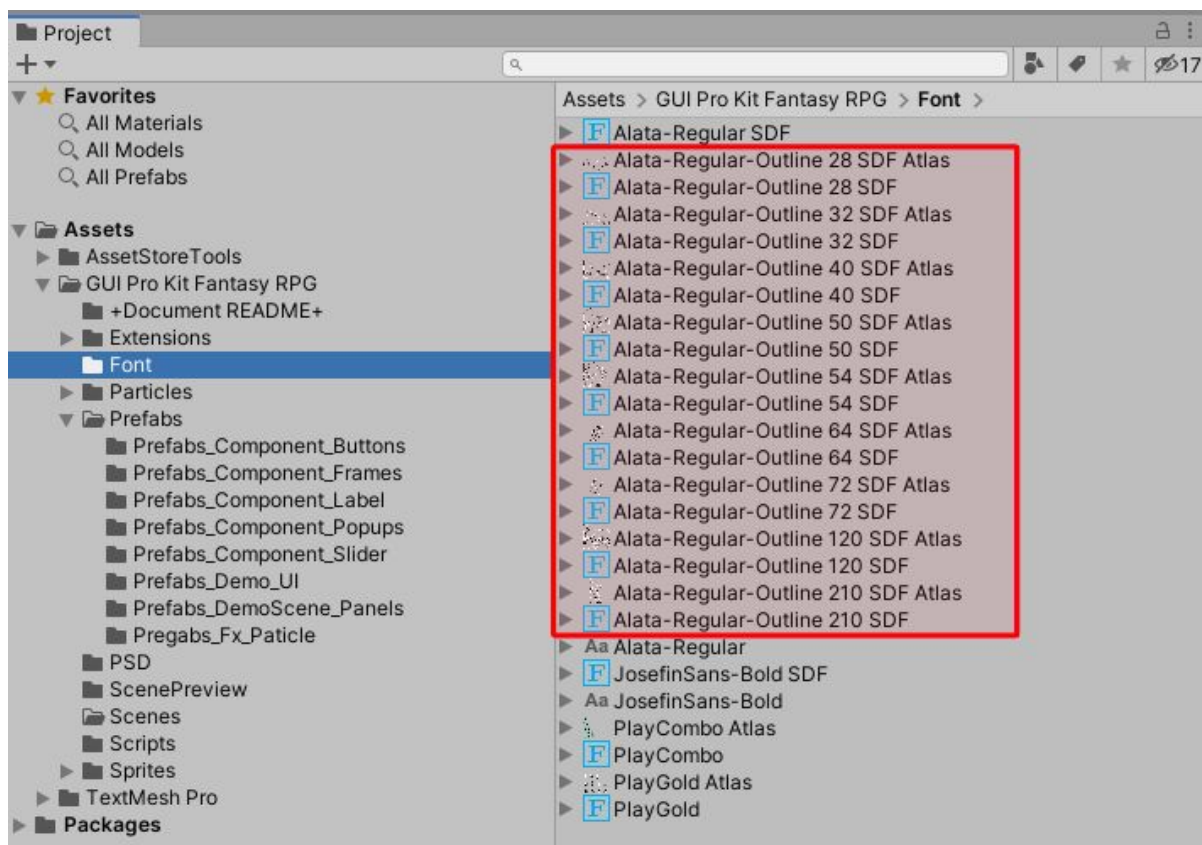 Project
17
Favorites
All Materials
All Models
All Prefabs
Assets
AssetStoreTools
GUI Pro Kit Fantasy RPG
+Document README+
Extensions
Font
Particles
Prefabs
Prefabs_Component_Buttons
Prefabs_Component_Frames
Prefabs_Component_Label
Prefabs_Component_Popups
Prefabs_Component_Slider
Prefabs_Demo_UI
Prefabs_DemoScene_Panels
Pregabs_Fx_Paticle
PSD
ScenePreview
Scenes
Scripts
Sprites
TextMesh Pro
Packages
Assets > GUI Pro Kit Fantasy RPG > Font >
F Alata-Regular SDF
Alata-Regular-Outline 28 SDF Atlas
F Alata-Regular-Outline 28 SDF
Alata-Regular-Outline 32 SDF Atlas
F Alata-Regular-Outline 32 SDF
Alata-Regular-Outline 40 SDF Atlas
F Alata-Regular-Outline 40 SDF
Alata-Regular-Outline 50 SDF Atlas
F Alata-Regular-Outline 50 SDF
Alata-Regular-Outline 54 SDF Atlas
F Alata-Regular-Outline 54 SDF
Alata-Regular-Outline 64 SDF Atlas
F Alata-Regular-Outline 64 SDF
Alata-Regular-Outline 72 SDF Atlas
F Alata-Regular-Outline 72 SDF
Alata-Regular-Outline 120 SDF Atlas
F Alata-Regular-Outline 120 SDF
Alata-Regular-Outline 210 SDF Atlas
F Alata-Regular-Outline 210 SDF
Aa Alata-Regular
F JosefinSans-Bold SDF
Aa JosefinSans-Bold
PlayCombo Atlas
F PlayCombo
PlayGold Atlas
F PlayGold